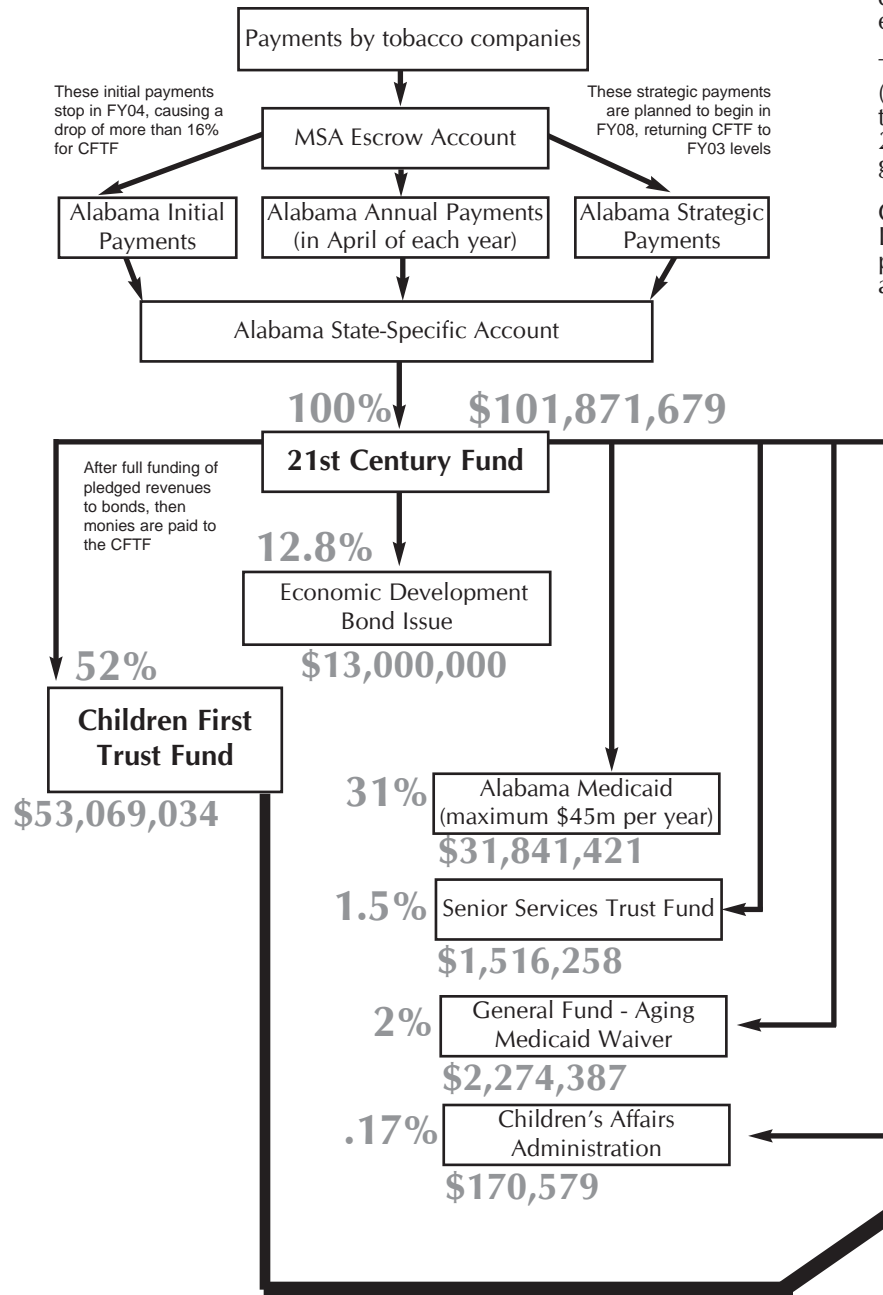 Payments by tobacco companies
These initial payments
stop in FY04, causing a
drop of more than 16%
for CFTF
These strategic payments
are planned to begin in
FY08, returning CFTF to
FY03 levels
MSA Escrow Account
Alabama Initial
Payments
Alabama Annual Payments
(in April of each year)
Alabama Strategic
Payments
Alabama State-Specific Account
100% $101,871,679
21st Century Fund
After full funding of
pledged revenues
to bonds, then
monies are paid to
the CFTF
12.8%
Economic Development
Bond Issue
$13,000,000
52%
Children First
Trust Fund
$53,069,034
31%
Alabama Medicaid
(maximum $45m per year)
$31,841,421
1.5%
Senior Services Trust Fund
$1,516,258
2%
General Fund - Aging
Medicaid Waiver
$2,274,387
.17%
Children's Affairs
Administration
$170,579